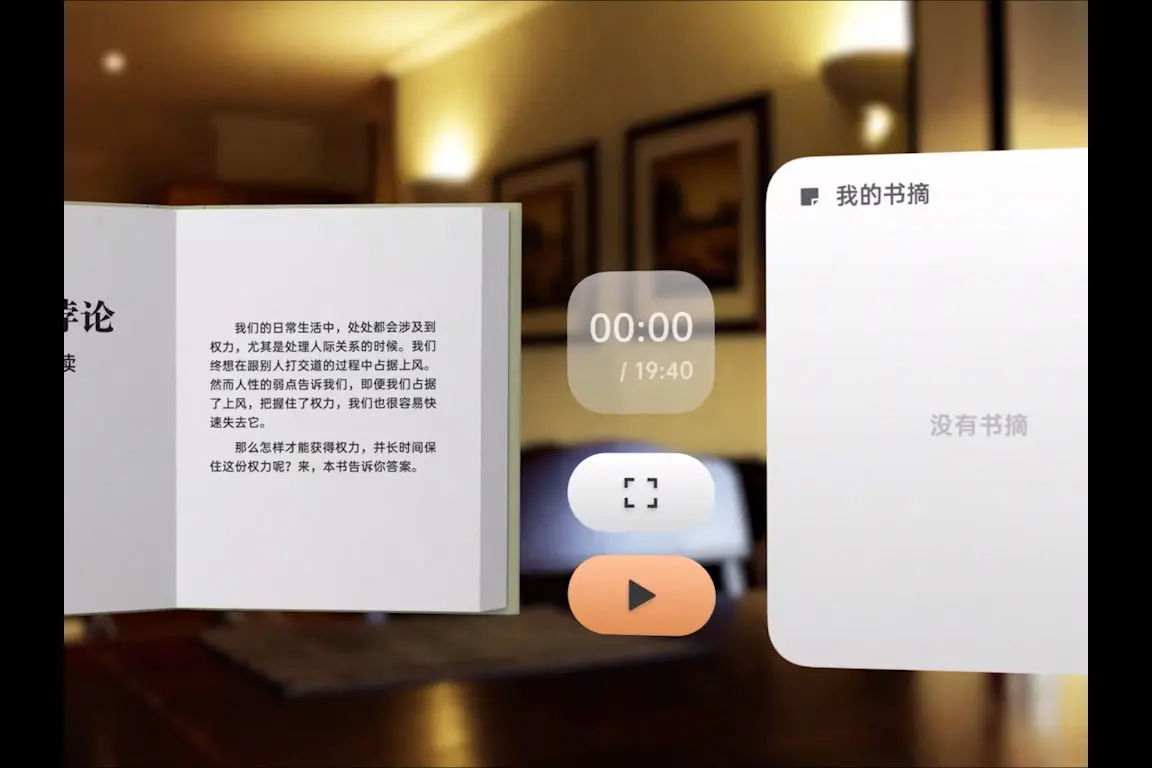 悖论
读
我们的日常生活中，处处都会涉及到
权力，尤其是处理人际关系的时候。我们
终想在跟别人打交道的过程中占据上风。
然而人性的弱点告诉我们，即便我们占据
了上风，把握住了权力，我们也很容易快
速失去它。
那么怎样才能获得权力，并长时间保
住这份权力呢？来，本书告诉你答案。
00:00
/ 19:40
我的书摘
没有书摘